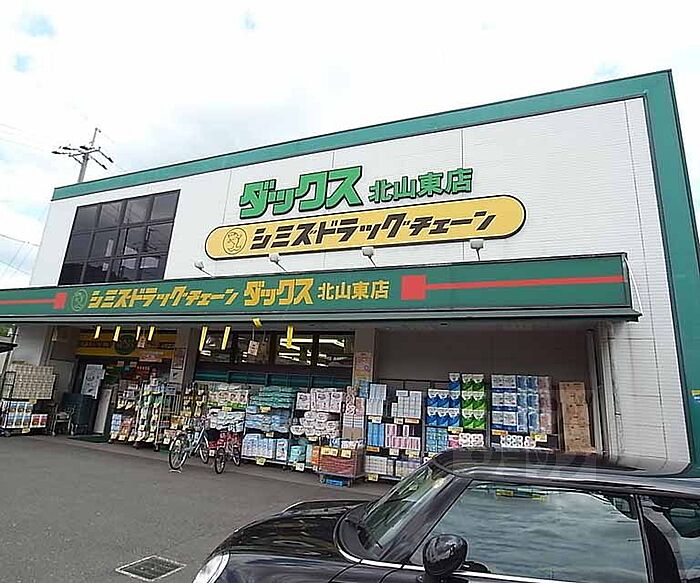 ダックス 北山東店
シミズ・ドラッグ・チェーン
シミズ・ドラッグ・チェーン ダックス 北山東店